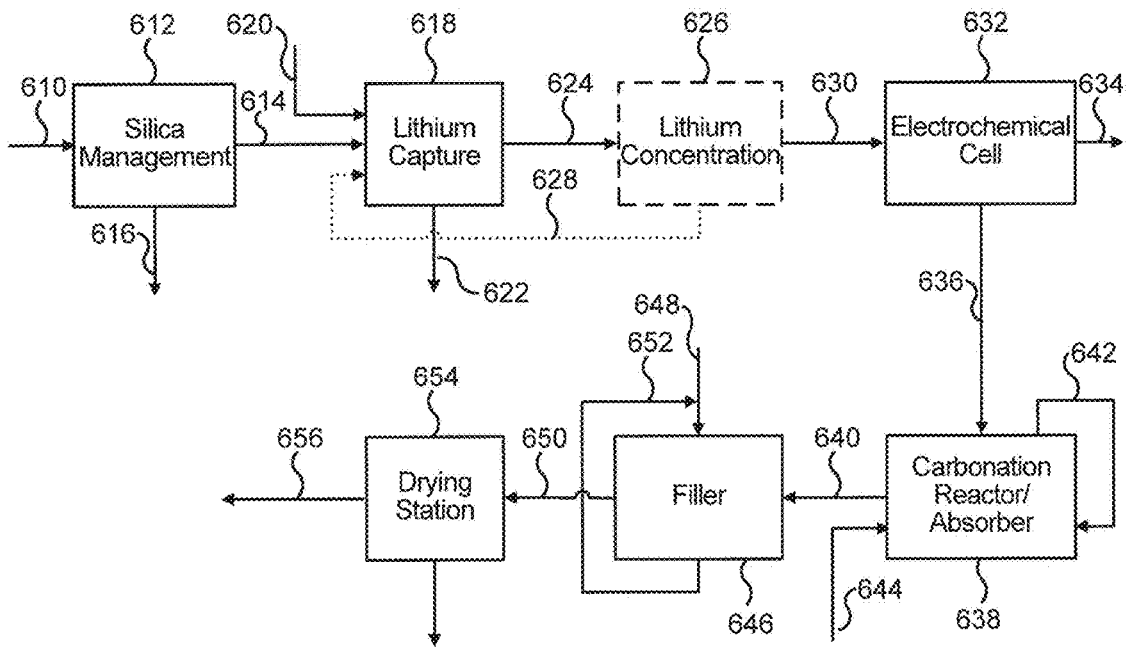 612
620
618
626
632
610
614
624
630
634
Silica
Management
Lithium
Capture
Lithium
Concentration
Electrochemical
Cell
628
616
622
636
648
652
642
654
656
650
640
Drying
Station
Filler
Carbonation
Reactor/
Absorber
644
646
638